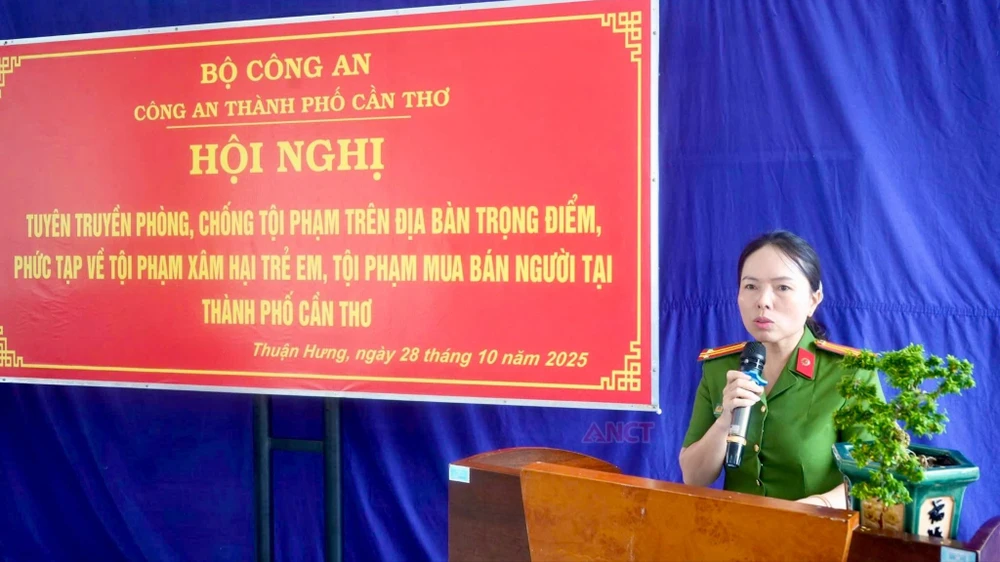 BỘ CÔNG AN
CÔNG AN THÀNH PHỐ CẦN THƠ
HỘI NGHỊ
TUYÊN TRUYỀN PHÒNG, CHỐNG TỘI PHẠM TRÊN ĐỊA BÀN TRỌNG ĐIỂM,
PHỨC TẠP VỀ TỘI PHẠM XÂM HẠI TRẺ EM, TỘI PHẠM MUA BÁN NGƯỜI TẠI
THÀNH PHỐ CẦN THƠ
Thuận Hưng, ngày 28 tháng 10 năm 2025
ANCT